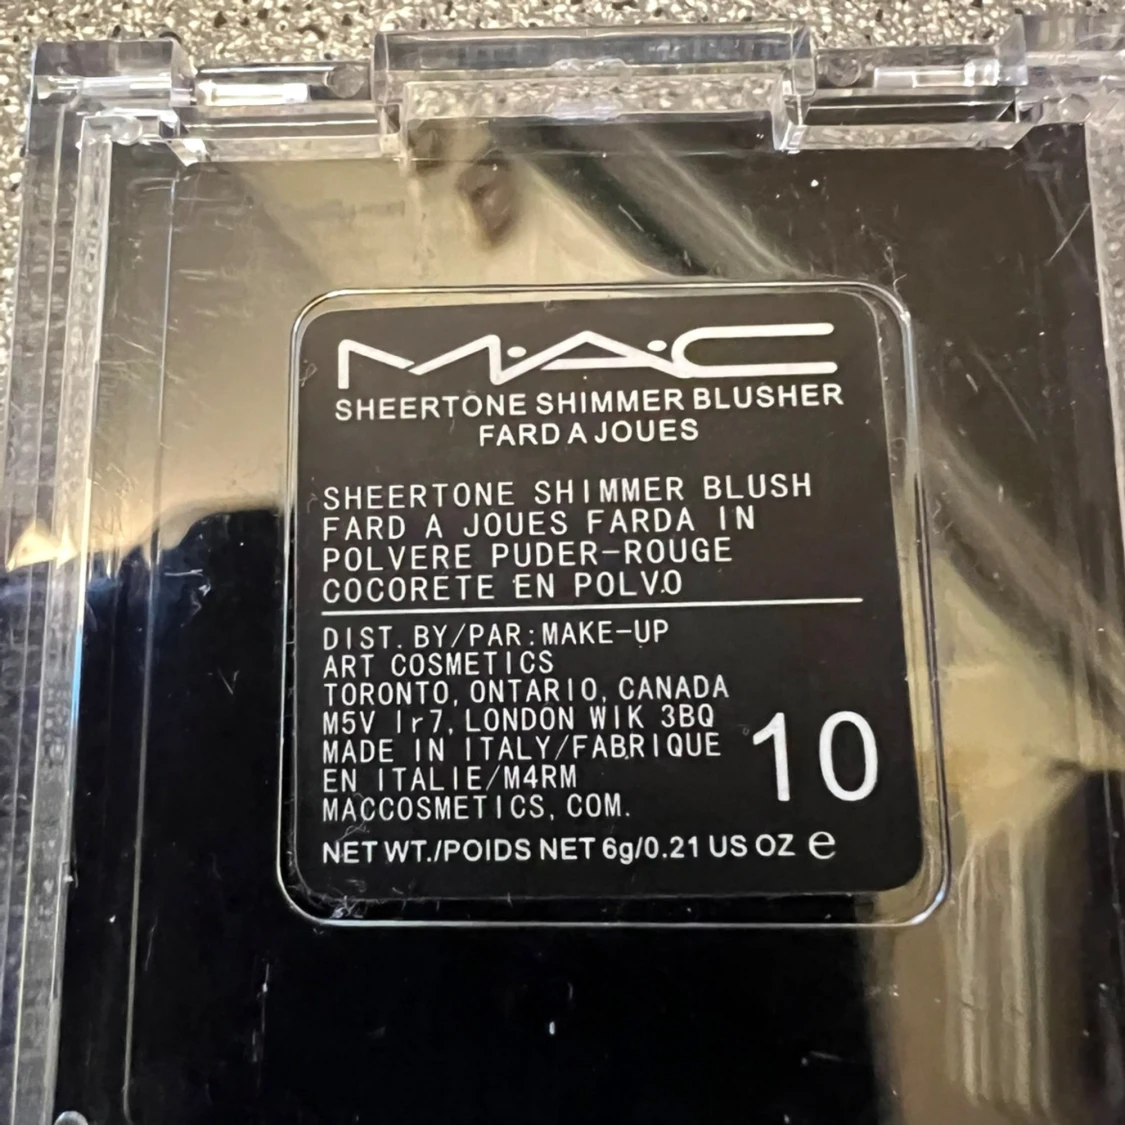 M·A·C
SHEERTONE SHIMMER BLUSHER
FARD A JOUES
SHEERTONE SHIMMER BLUSH
FARD A JOUES FARDA IN
POLVERE PUDER-ROUGE
COCORETE EN POLV.O
DIST. BY/PAR:MAKE-UP
ART COSMETICS
TORONTO, ONTARIO, CANADA
M5V Ir7, LONDON WIK 3BQ
MADE IN ITALY/FABRIQUE
EN ITALIE/M4RM
MACCOSMETICS, COM.
10
NET WT./POIDS NET 6g/0.21 US OZ e